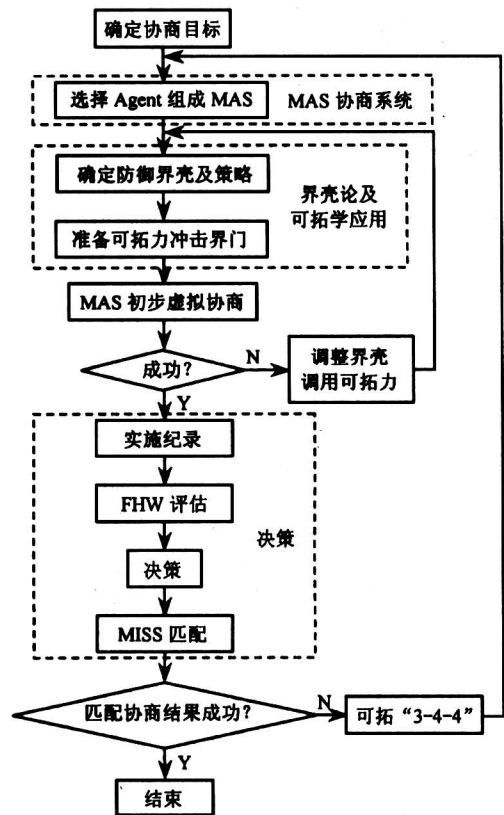 确定协商目标
选择 Agent 组成 MAS
MAS 协商系统
确定防御界壳及策略
界壳论及
可拓学应用
准备可拓力冲击界门
MAS 初步虚拟协商
成功?
N
调整界壳
调用可拓力
Y
实施纪录
FHW 评估
决策
决策
MISS 匹配
匹配协商结果成功?
N
可拓“3-4-4”
Y
结束